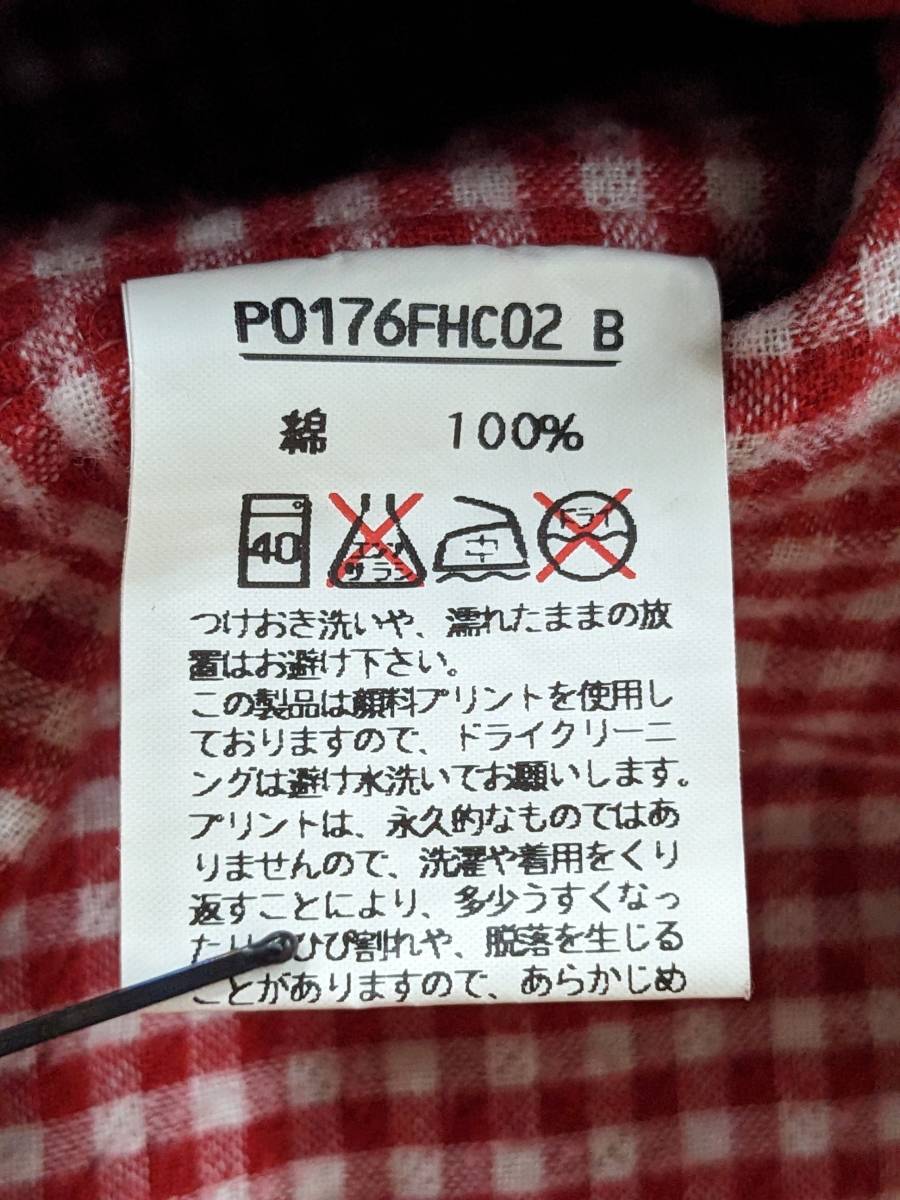 P0176FHC02 B
綿 100%
40
エンソ
サラシ
中
ドライ
つけおき洗いや、濡れたままの放
置はお避け下さい。
この製品は顔料プリントを使用し
ておりますので、ドライクリーニ
ングは避け水洗いでお願いします。
プリントは、永久的なものではあ
りませんので、洗濯や着用をくり
返すことにより、多少うすくなっ
たり ひび割れや、脱落を生じる
ことがありますので、あらかじめ